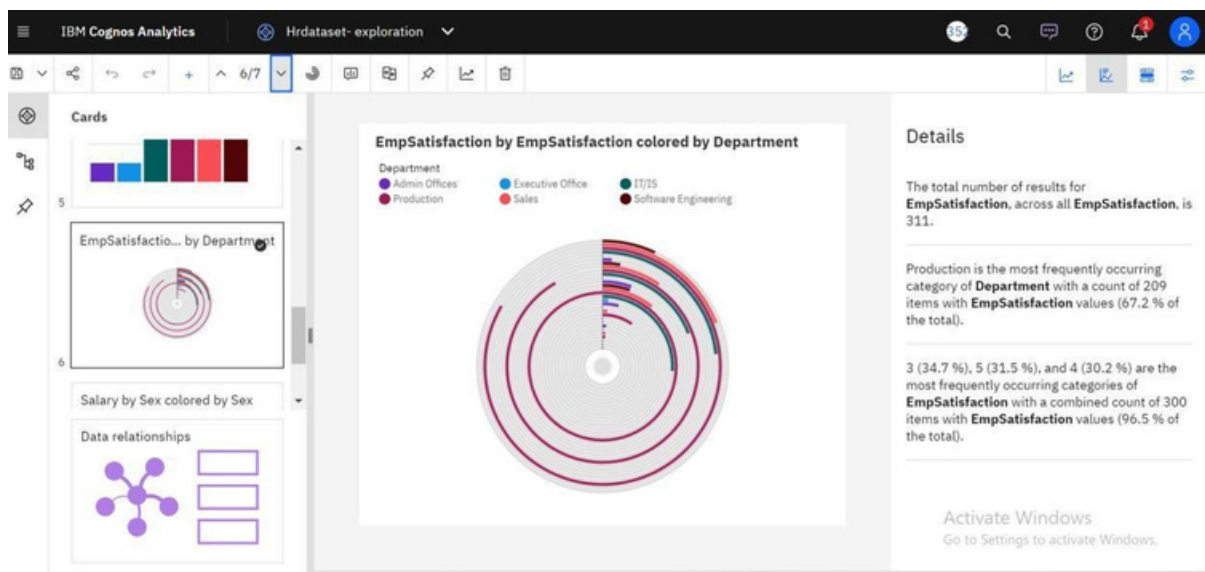 IBM Cognos Analytics
Hrdataset- exploration
352
1
6/7
Cards
5
EmpSatisfactio... by Department
6
Salary by Sex colored by Sex
Data relationships
EmpSatisfaction by EmpSatisfaction colored by Department
Department
Admin Offices Executive Office IT/IS
Production Sales Software Engineering
Details
The total number of results for
EmpSatisfaction, across all EmpSatisfaction, is
311.
Production is the most frequently occurring
category of Department with a count of 209
items with EmpSatisfaction values (67.2 % of
the total).
3 (34.7 %), 5 (31.5 %), and 4 (30.2 %) are the
most frequently occurring categories of
EmpSatisfaction with a combined count of 300
items with EmpSatisfaction values (96.5 % of
the total).
Activate Windows
Go to Settings to activate Windows.